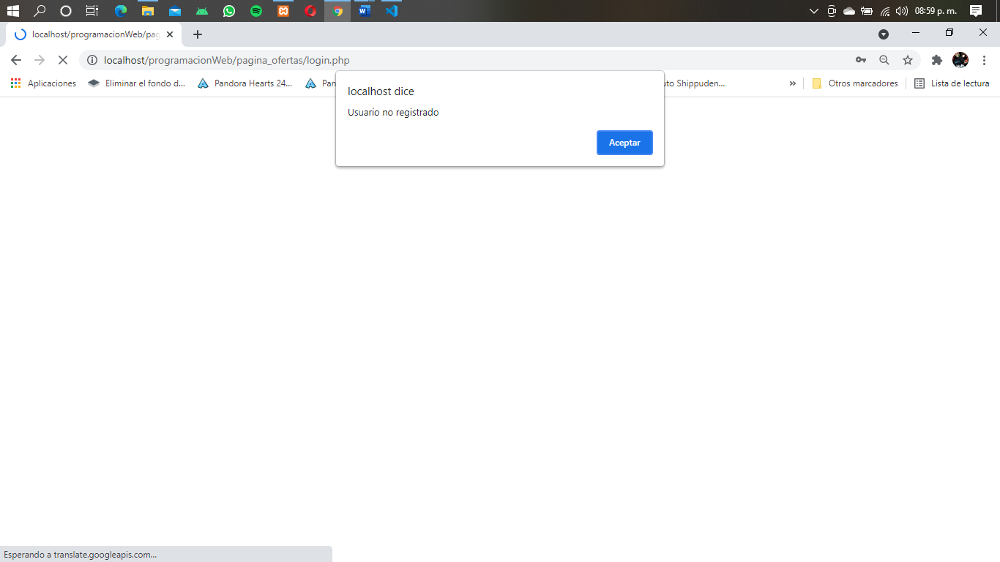 08:59 p. m.
localhost/programacionWeb/pag
localhost/programacionWeb/pagina_ofertas/login.php
Aplicaciones
Eliminar el fondo d...
Pandora Hearts 24...
Pan
uto Shippuden...
»
Otros marcadores
Lista de lectura
localhost dice
Usuario no registrado
Aceptar
Esperando a translate.googleapis.com...